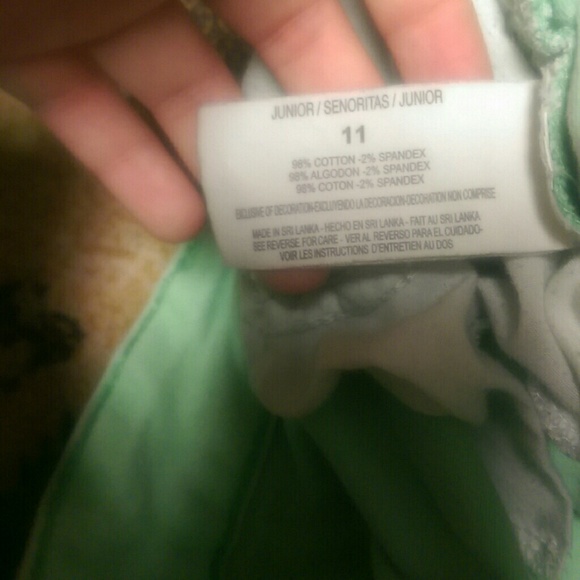 JUNIOR / SENORITAS / JUNIOR
11
98% COTTON -2% SPANDEX
98% ALGODON -2% SPANDEX
98% COTON -2% SPANDEX
EXCLUSIVE OF DECORATION-EXCLUYENDO LA DECORACION-DECORATION NON COMPRISE
MADE IN SRI LANKA - HECHO EN SRI LANKA - FAIT AU SRI LANKA
SEE REVERSE FOR CARE - VER AL REVERSO PARA EL CUIDADO-
VOIR LES INSTRUCTIONS D'ENTRETIEN AU DOS